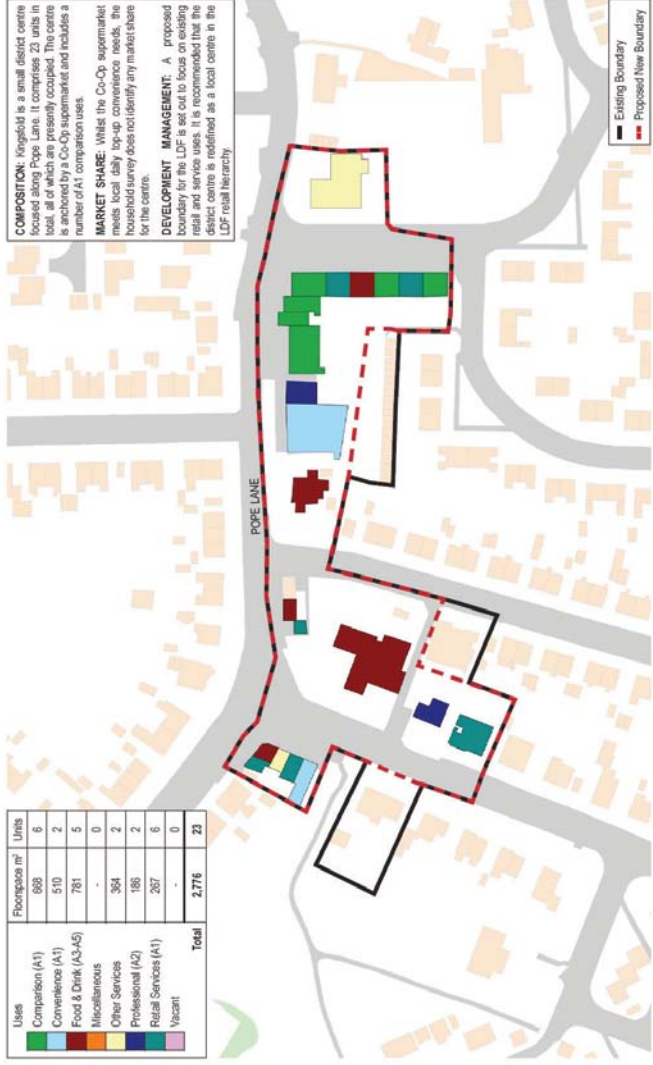 COMPOSITION: Kingsfold is a small district centre
focused along Pope Lane. It comprises 23 units in
total, all of which are presently occupied. The centre
is anchored by a Co-Op supermarket and includes a
number of A1 comparison uses.
MARKET SHARE: Whilst the Co-Op supermarket
meets local daily top-up convenience needs, the
household survey does not identify any market share
for the centre.
DEVELOPMENT MANAGEMENT: A proposed
boundary for the LDF is set out to focus on existing
retail and service uses. It is recommended that the
district centre is redefined as a local centre in the
LDF retail hierarchy.
Uses Floorspace m² Units
Comparison (A1) 668 6
Convenience (A1) 510 2
Food & Drink (A3-A5) 781 5
Miscellaneous - 0
Other Services 364 2
Professional (A2) 186 2
Retail Services (A1) 267 6
Vacant - 0
Total 2,776 23
POPE LANE
Existing Boundary
Proposed New Boundary